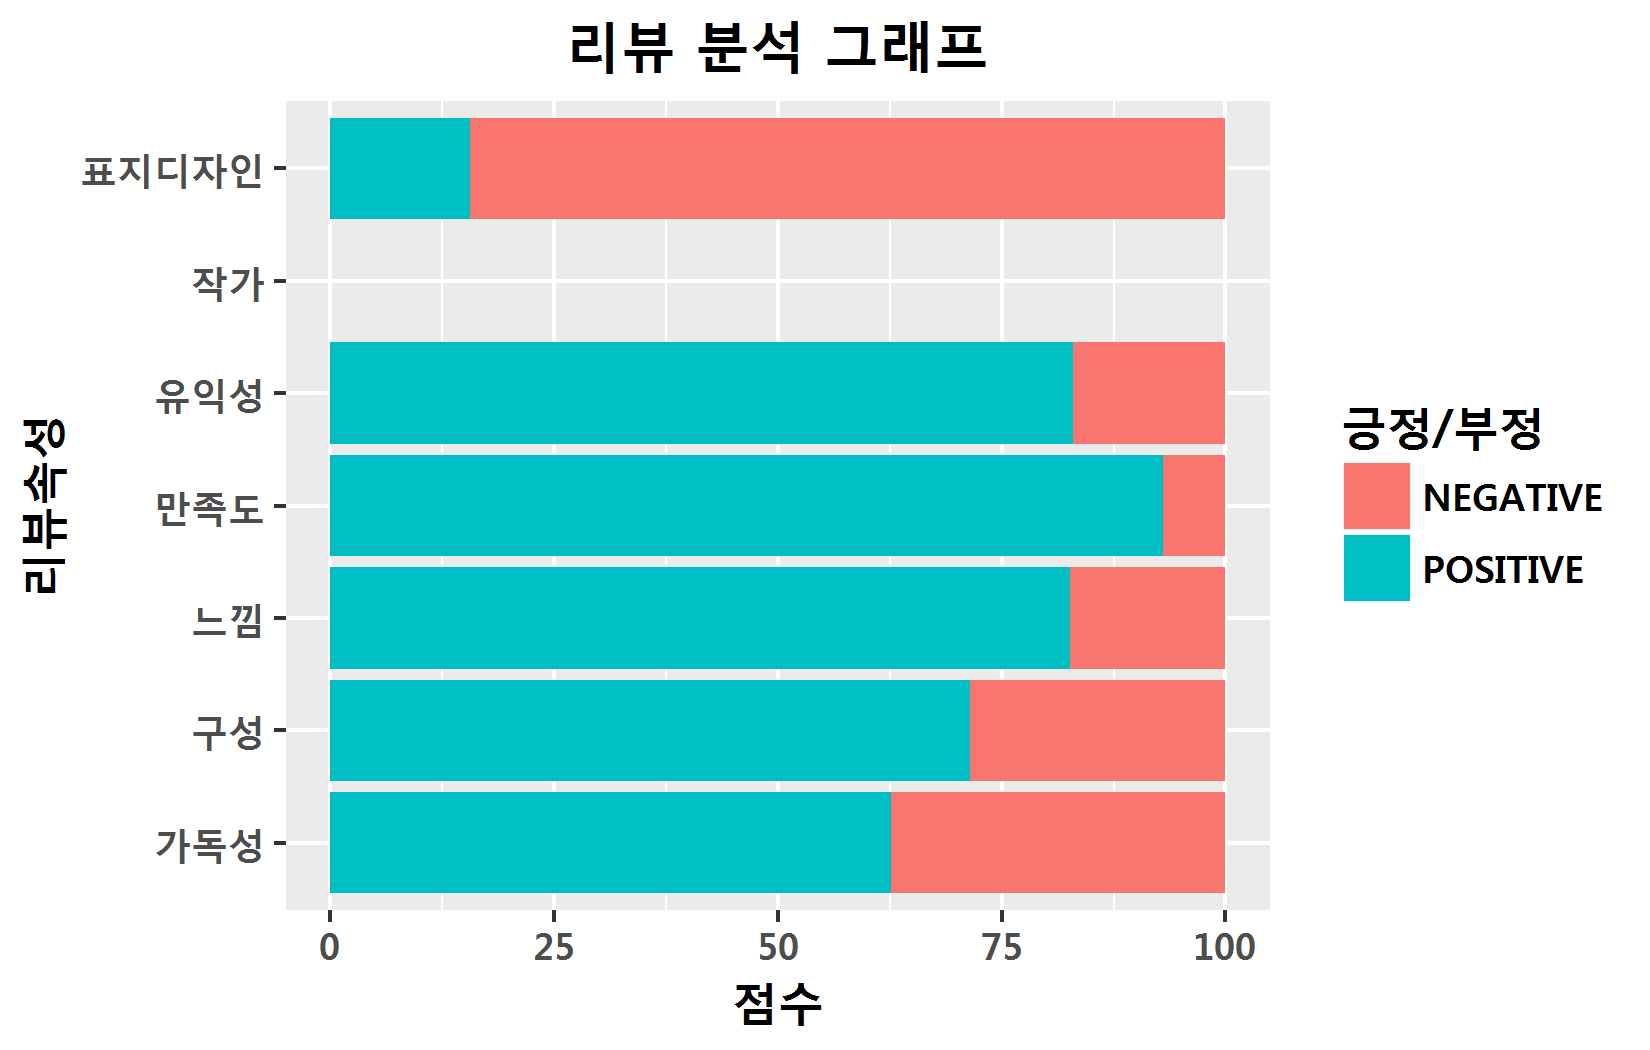 리뷰 분석 그래프
리뷰속성
표지디자인
작가
유익성
만족도
느낌
구성
가독성
0 25 50 75 100
점수
긍정/부정
NEGATIVE
POSITIVE